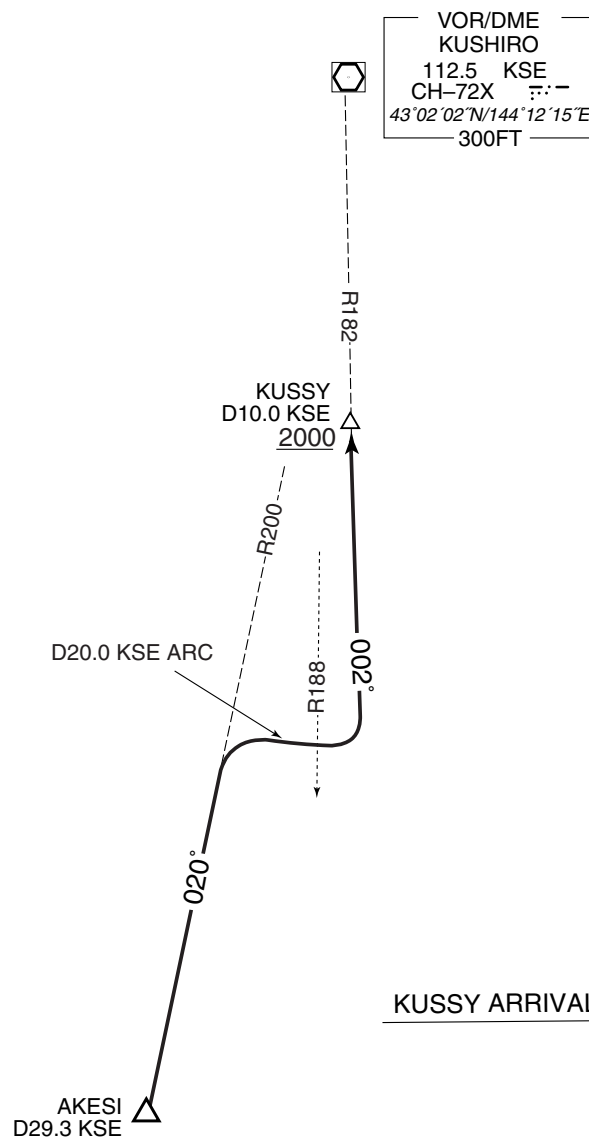 VOR/DME
KUSHIRO
112.5 KSE
CH–72X
43°02´02˝N/144°12´15˝E
300FT
R182
KUSSY
D10.0 KSE
2000
R200
D20.0 KSE ARC
R188
002°
020°
KUSSY ARRIVAL
AKESI
D29.3 KSE